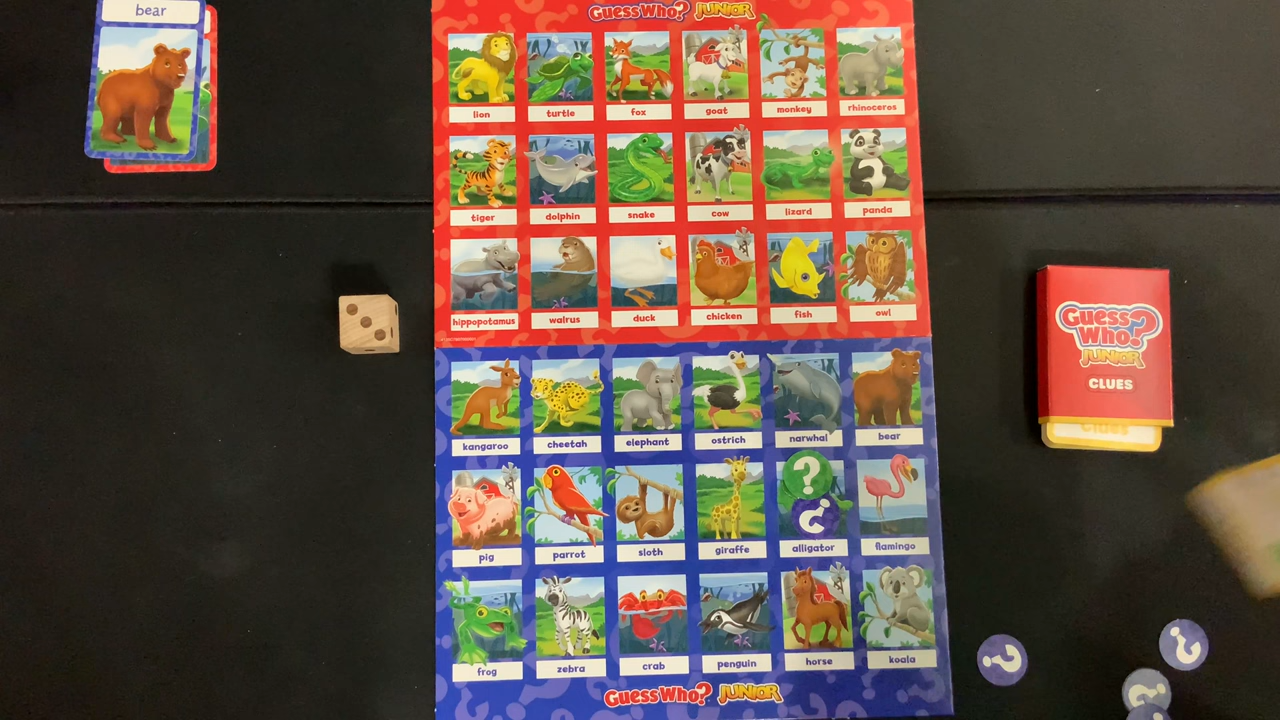 bear
Guess Who? JUNIOR
lion turtle fox goat monkey rhinoceros
tiger dolphin snake cow lizard panda
hippopotamus walrus duck chicken fish owl
kangaroo cheetah elephant ostrich narwhal bear
pig parrot sloth giraffe alligator flamingo
frog zebra crab penguin horse koala
Guess Who? JUNIOR
Guess
Who?
JUNIOR
CLUES
Clues